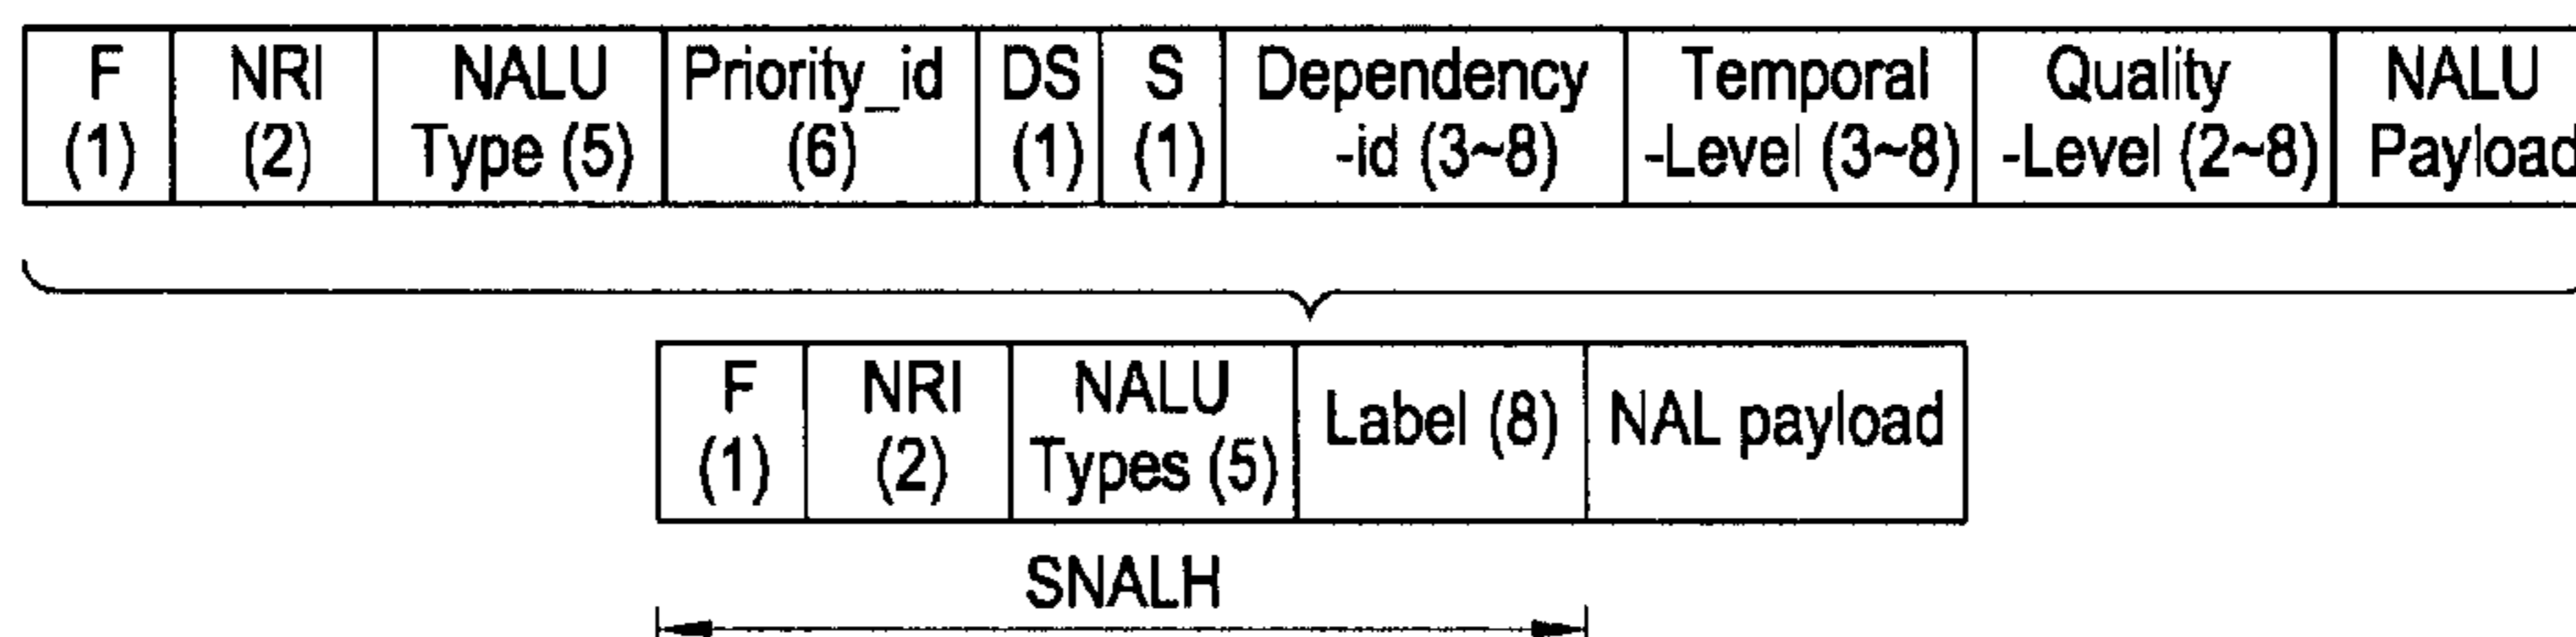 F NRI NALU Priority_id DS S Dependency Temporal Quality NALU
(1) (2) Type (5) (6) (1) (1) -id (3~8) -Level (3~8) -Level (2~8) Payload
F NRI NALU Label (8) NAL payload
(1) (2) Types (5)
SNALH